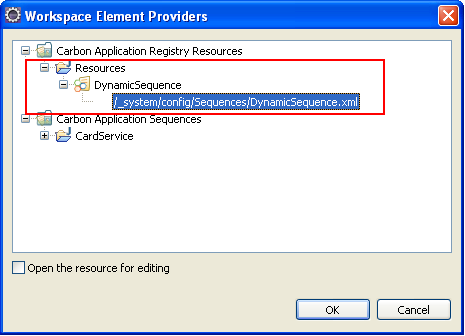 Workspace Element Providers
Carbon Application Registry Resources
Resources
DynamicSequence
/_system/config/Sequences/DynamicSequence.xml
Carbon Application Sequences
CardService
Open the resource for editing
OK
Cancel